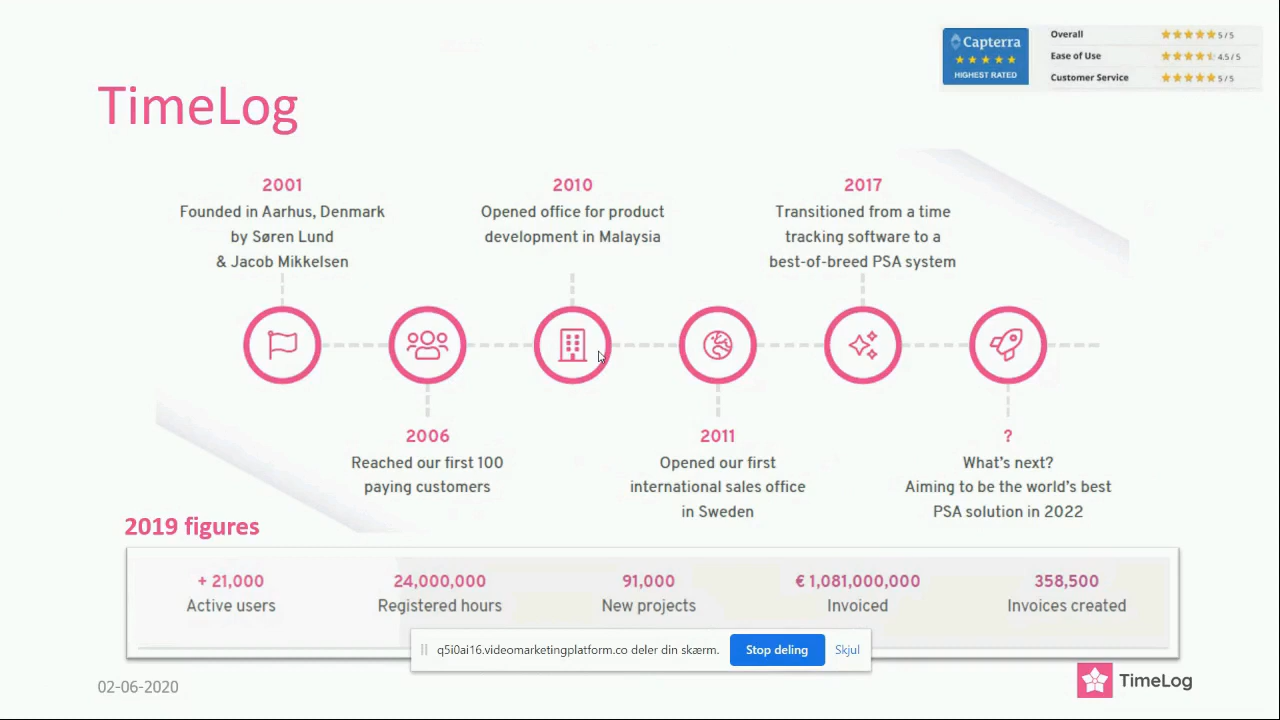 Capterra
HIGHEST RATED
Overall 5 / 5
Ease of Use 4.5 / 5
Customer Service 5 / 5
TimeLog
2001
Founded in Aarhus, Denmark
by Søren Lund
& Jacob Mikkelsen
2010
Opened office for product
development in Malaysia
2017
Transitioned from a time
tracking software to a
best-of-breed PSA system
2006
Reached our first 100
paying customers
2011
Opened our first
international sales office
in Sweden
?
What's next?
Aiming to be the world's best
PSA solution in 2022
2019 figures
+ 21,000
Active users
24,000,000
Registered hours
91,000
New projects
€ 1,081,000,000
Invoiced
358,500
Invoices created
q5i0ai16.videomarketingplatform.co deler din skærm. Stop deling Skjul
02-06-2020
TimeLog